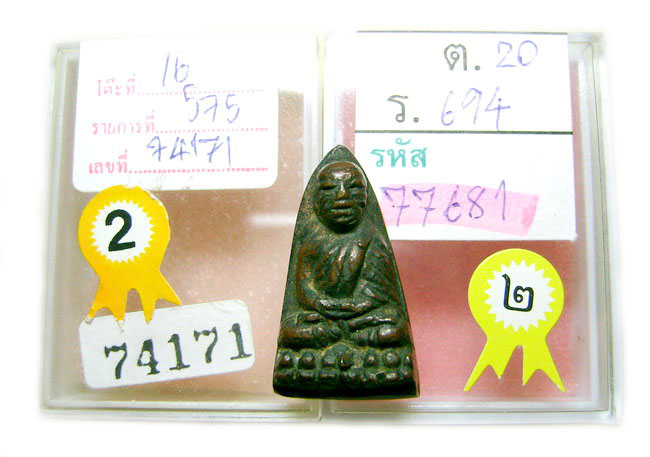 โต๊ะที่ 16
รายการที่ 575
เลขที่ 74171
2
74171
ต. 20
ร. 694
รหัส
77681
๒